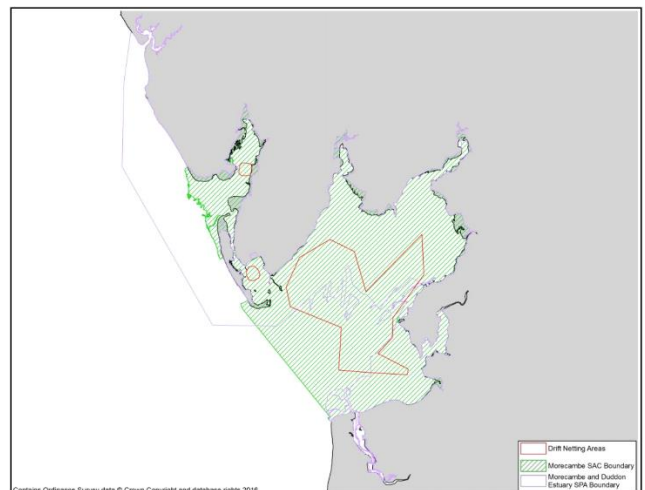 Drift Netting Areas
Morecambe SAC Boundary
Morecambe and Duddon
Estuary SPA Boundary
Contains Ordnance Survey data © Crown Copyright and database rights 2016